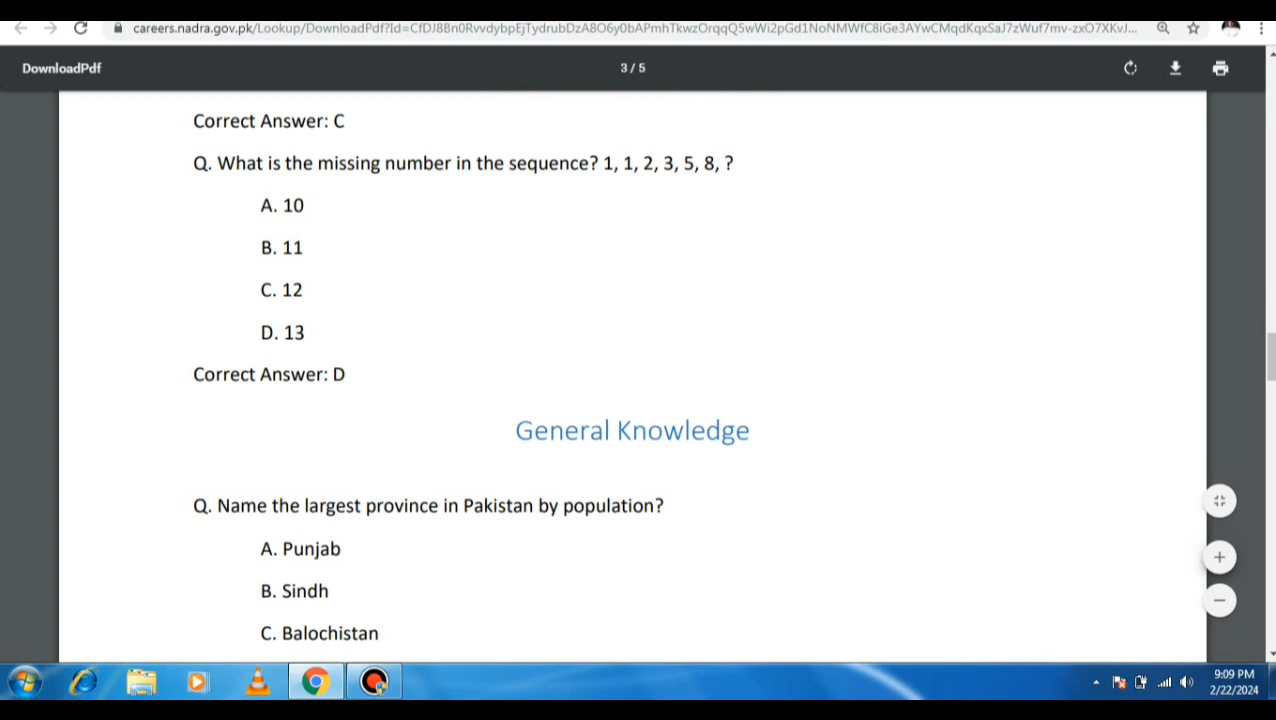 careers.nadra.gov.pk/Lookup/DownloadPdf?Id=
DownloadPdf
3 / 5
Correct Answer: C
Q. What is the missing number in the sequence? 1, 1, 2, 3, 5, 8, ?
A. 10
B. 11
C. 12
D. 13
Correct Answer: D
General Knowledge
Q. Name the largest province in Pakistan by population?
A. Punjab
B. Sindh
C. Balochistan
9:09 PM
2/22/2024